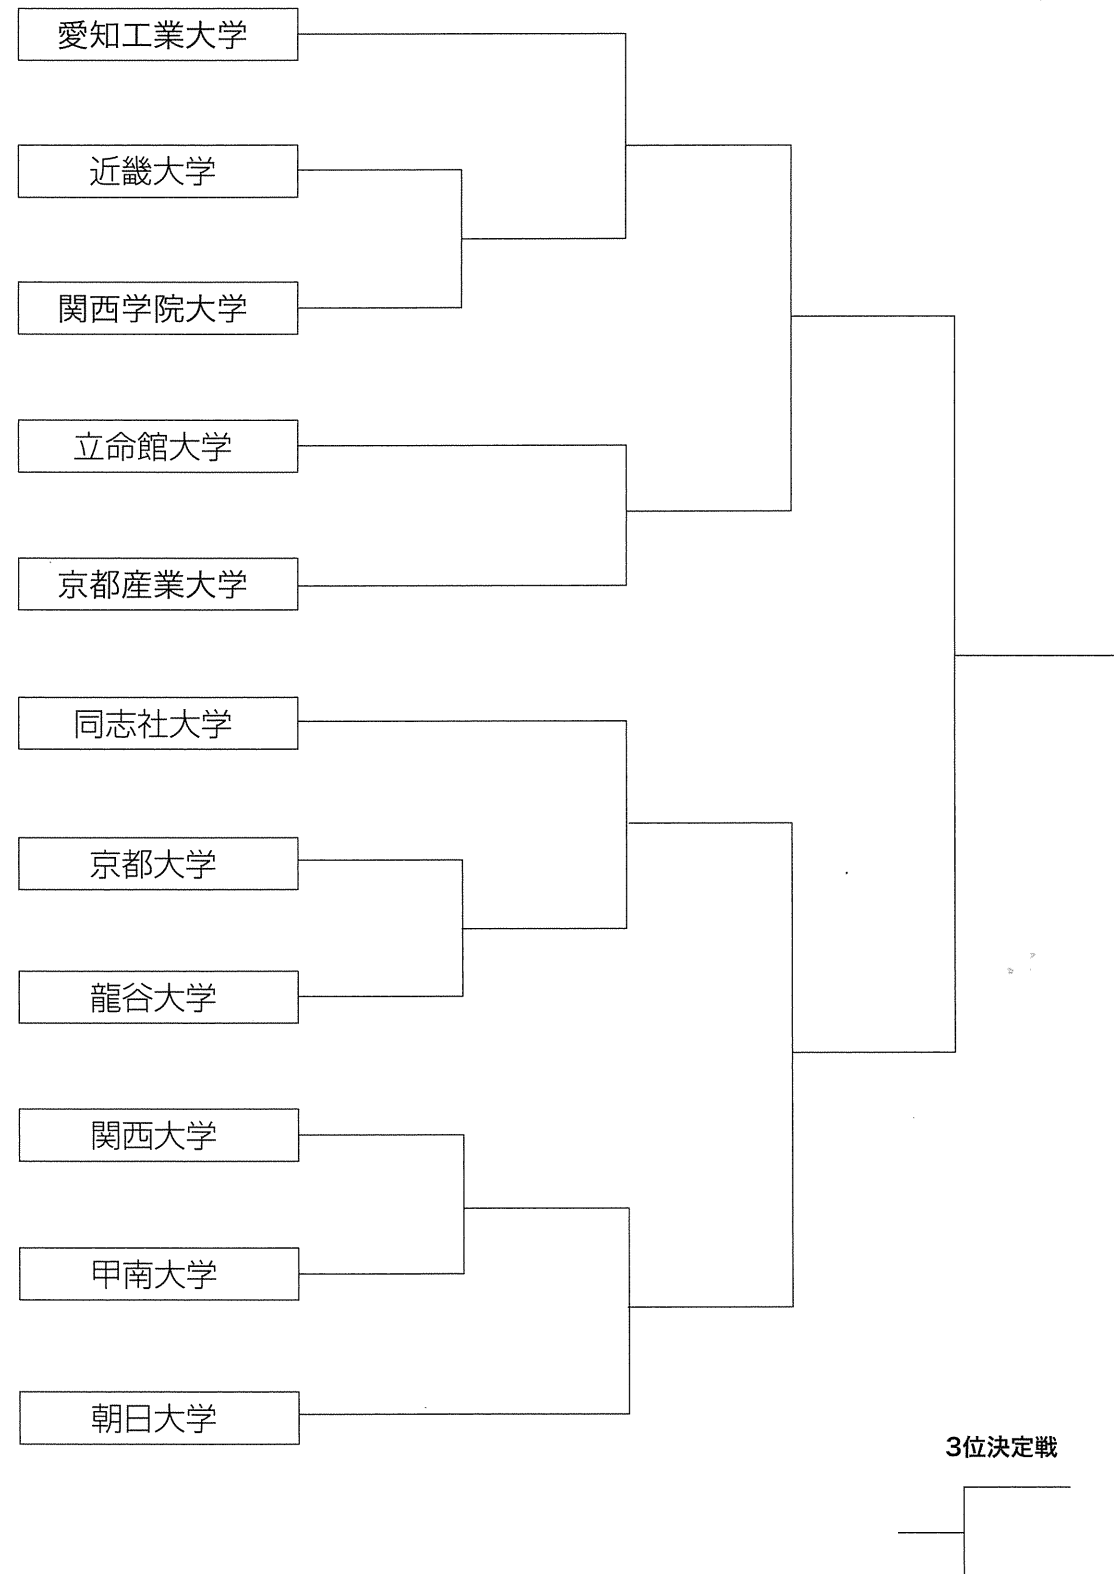 愛知工業大学
近畿大学
関西学院大学
立命館大学
京都産業大学
同志社大学
京都大学
龍谷大学
関西大学
甲南大学
朝日大学
3位決定戦